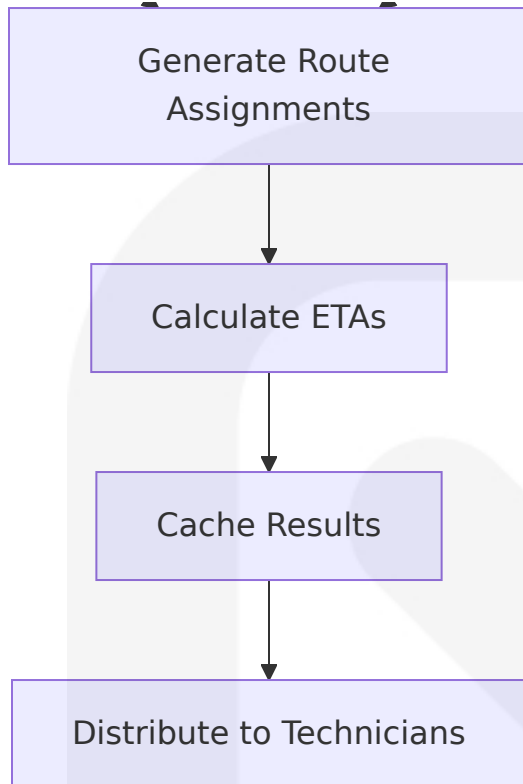 Generate Route
Assignments
Calculate ETAs
Cache Results
Distribute to Technicians